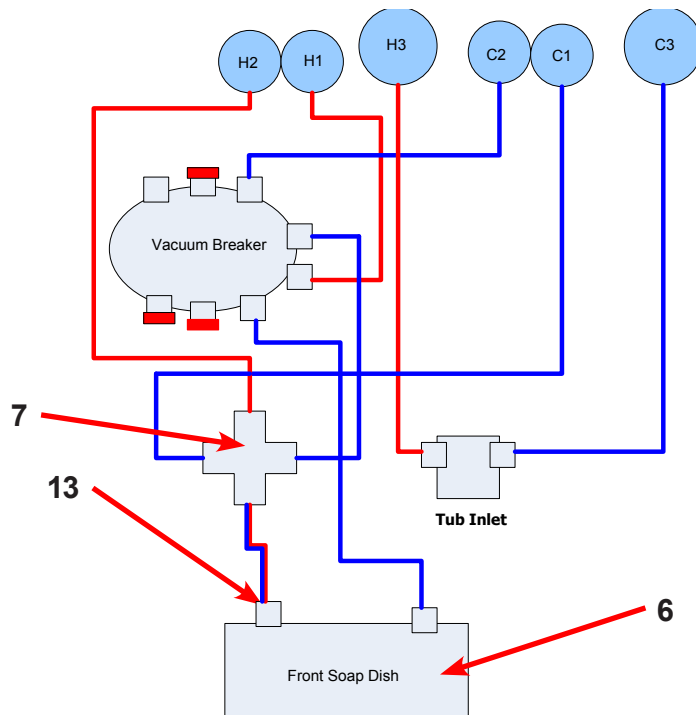 H2
H1
H3
C2
C1
C3
Vacuum Breaker
7
13
Tub Inlet
6
Front Soap Dish